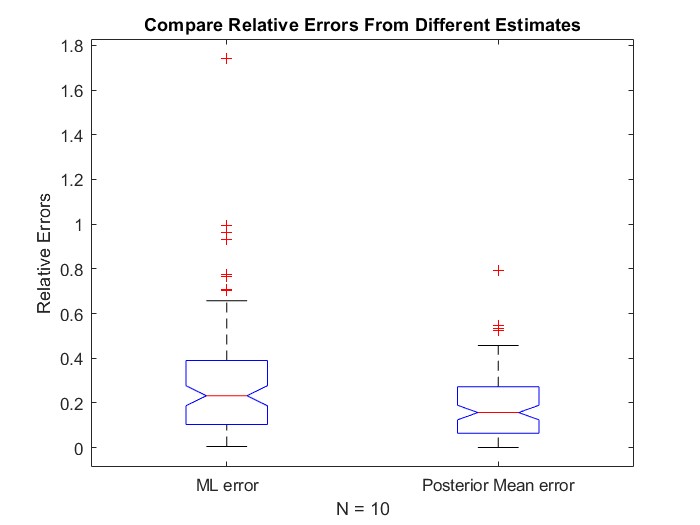 Compare Relative Errors From Different Estimates
1.8
1.6
1.4
1.2
1
0.8
0.6
0.4
0.2
0
Relative Errors
ML error
Posterior Mean error
N = 10